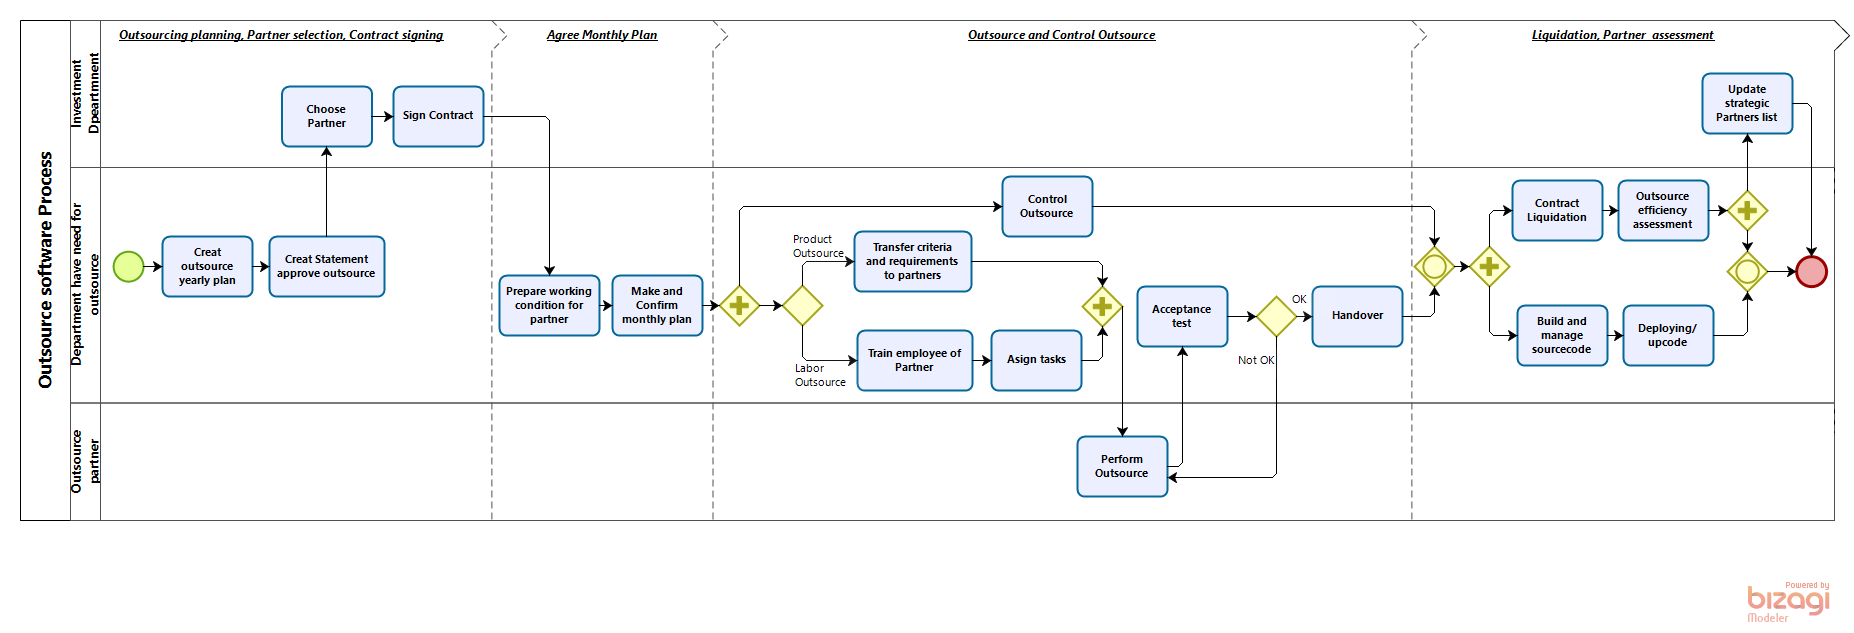 Outsource software Process
Investment
Dpeartmnent
Department have need for
outsource
Outsource
partner
Outsourcing planning, Partner selection, Contract signing
Agree Monthly Plan
Outsource and Control Outsource
Liquidation, Partner  assessment
Choose
Partner
Sign Contract
Update
strategic
Partners list
Creat
outsource
yearly plan
Creat Statement
approve outsource
Prepare working
condition for
partner
Make and
Confirm
monthly plan
Control
Outsource
Product
Outsource
Transfer criteria
and requirements
to partners
Labor
Outsource
Train employee of
Partner
Asign tasks
Acceptance
test
OK
Not OK
Handover
Contract
Liquidation
Outsource
efficiency
assessment
Build and
manage
sourcecode
Deploying/
upcode
Perform
Outsource
Powered by
bizagi
Modeler